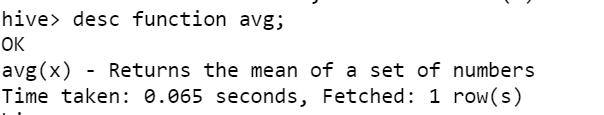 hive> desc function avg;
OK
avg(x) - Returns the mean of a set of numbers
Time taken: 0.065 seconds, Fetched: 1 row(s)